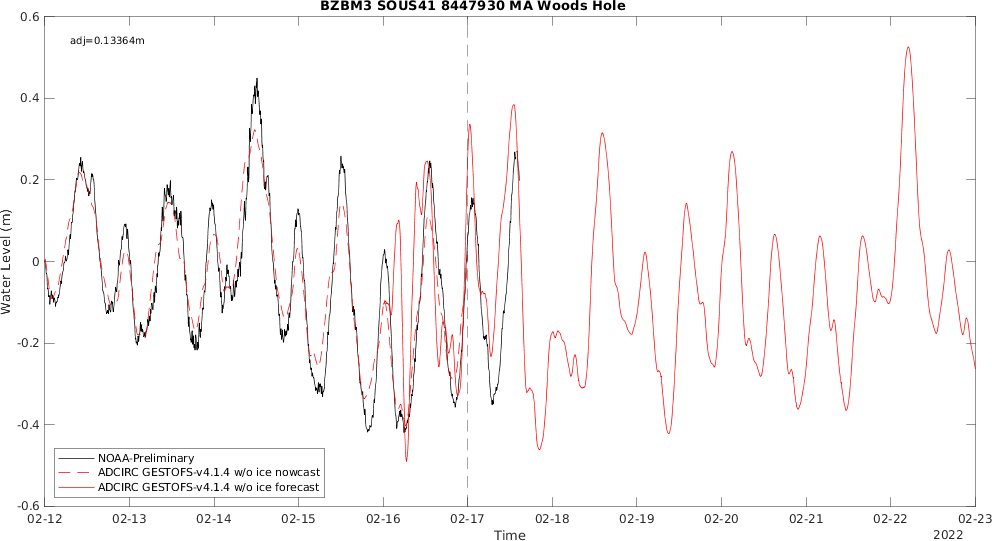 BZBM3 SOUS41 8447930 MA Woods Hole
adj=0.13364m
0.6
0.4
0.2
0
-0.2
-0.4
-0.6
Water Level (m)
NOAA-Preliminary
ADCIRC GESTOFS-v4.1.4 w/o ice nowcast
ADCIRC GESTOFS-v4.1.4 w/o ice forecast
02-12 02-13 02-14 02-15 02-16 02-17 02-18 02-19 02-20 02-21 02-22 02-23
Time
2022